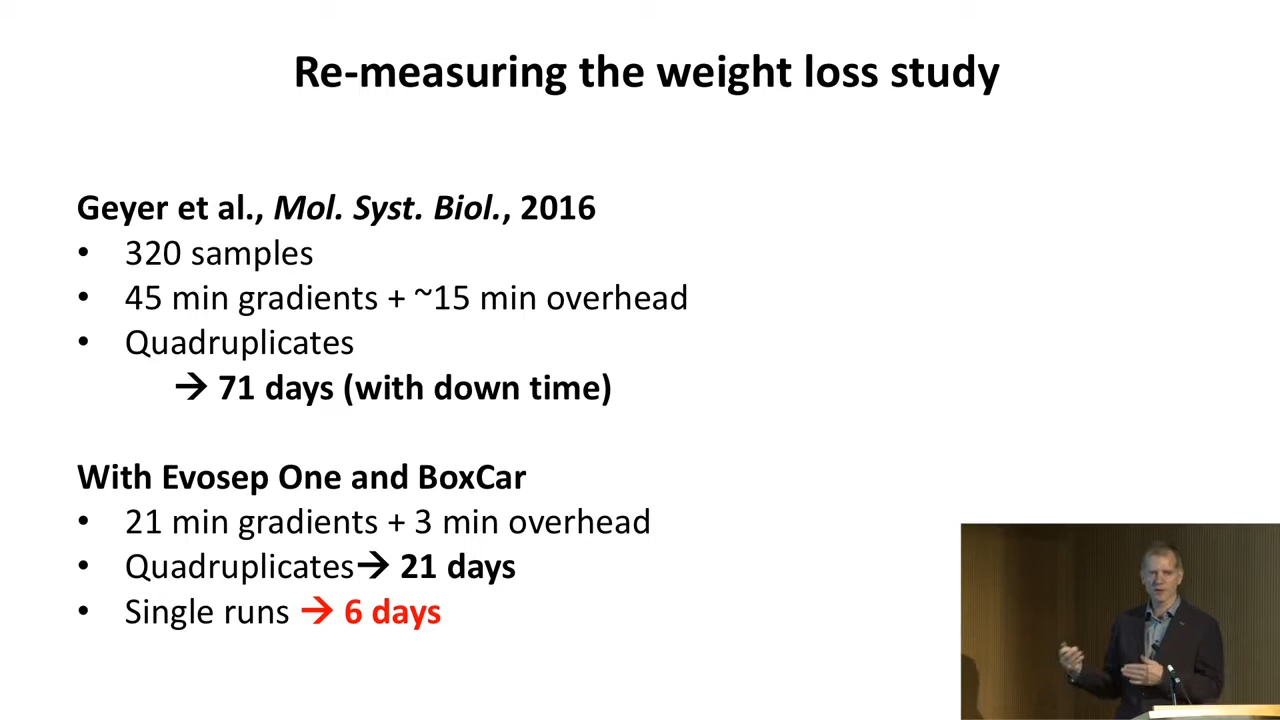 Re-measuring the weight loss study
Geyer et al., Mol. Syst. Biol., 2016
• 320 samples
• 45 min gradients + ~15 min overhead
• Quadruplicates
→ 71 days (with down time)
With Evosep One and BoxCar
• 21 min gradients + 3 min overhead
• Quadruplicates→ 21 days
• Single runs → 6 days